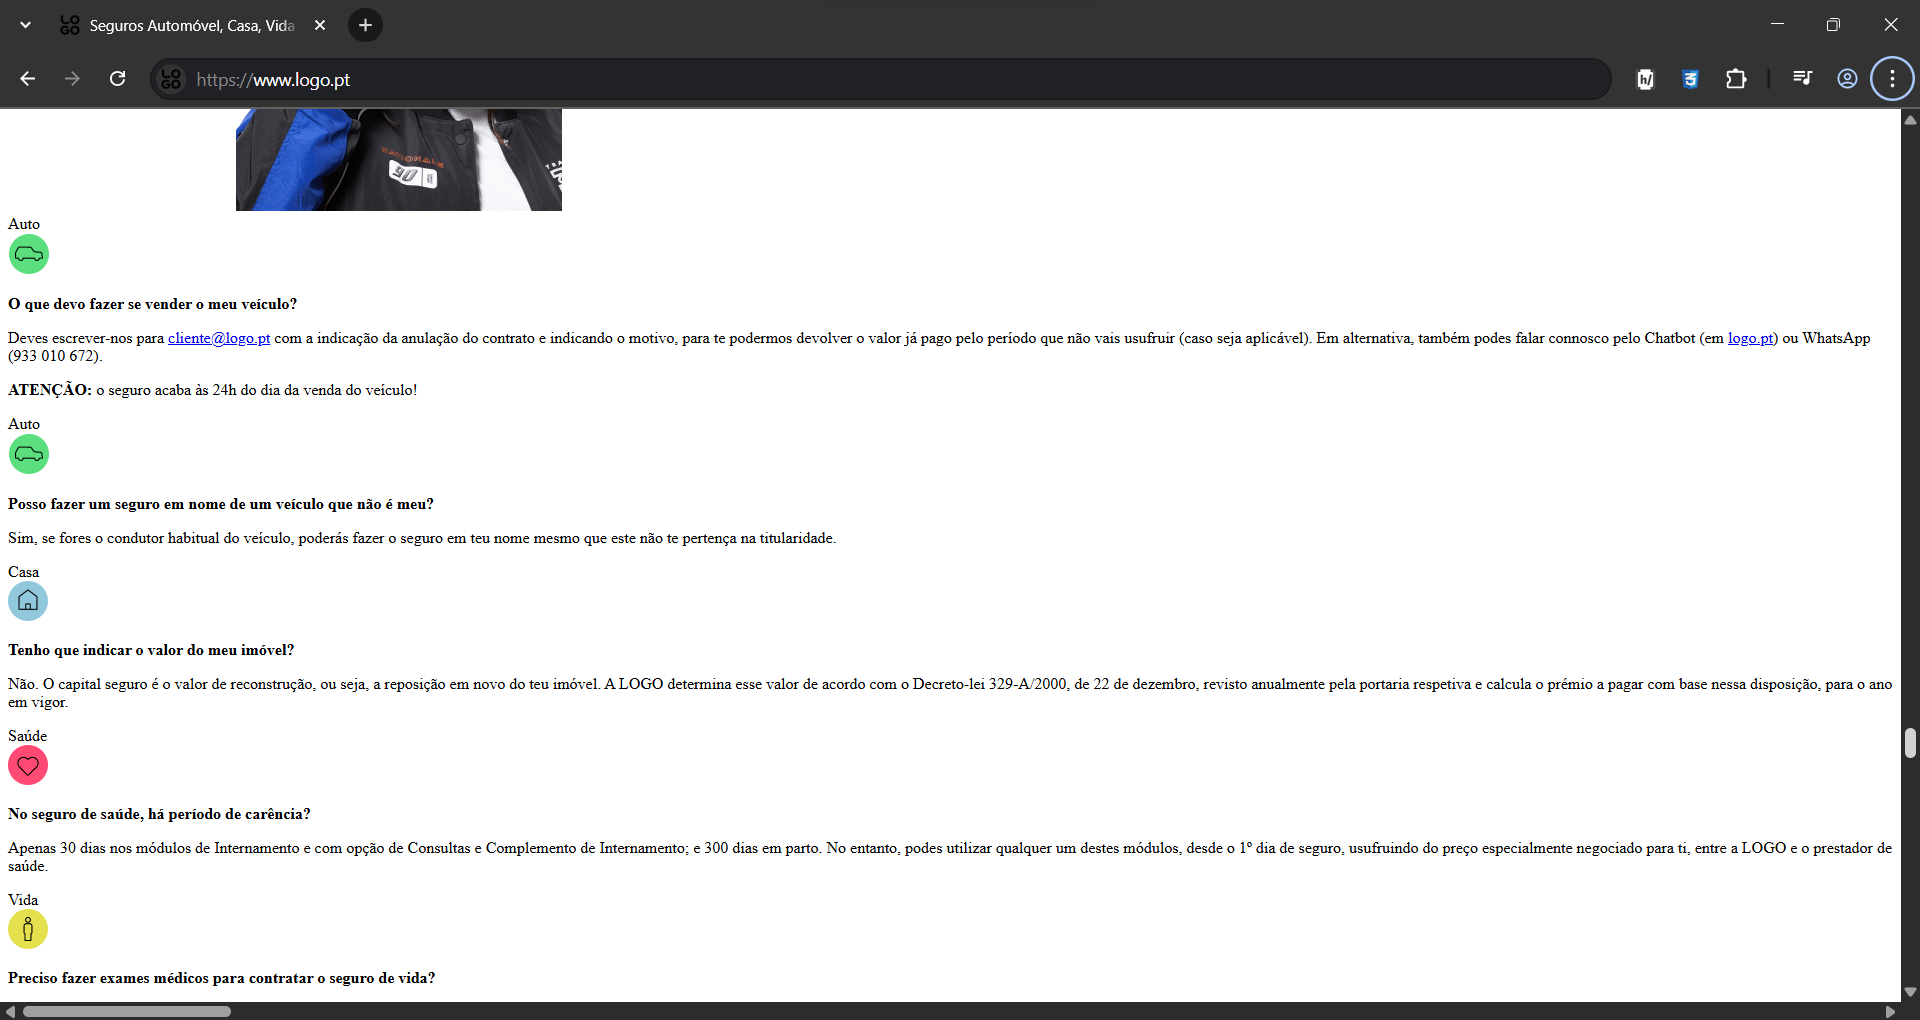 LO
GO
Seguros Automóvel, Casa, Vida
LO
GO
https://www.logo.pt
h/
NATIONALS
90
Auto
O que devo fazer se vender o meu veículo?
Deves escrever-nos para cliente@logo.pt com a indicação da anulação do contrato e indicando o motivo, para te podermos devolver o valor já pago pelo período que não vais usufruir (caso seja aplicável). Em alternativa, também podes falar connosco pelo Chatbot (em logo.pt) ou WhatsApp
(933 010 672).
ATENÇÃO: o seguro acaba às 24h do dia da venda do veículo!
Auto
Posso fazer um seguro em nome de um veículo que não é meu?
Sim, se fores o condutor habitual do veículo, poderás fazer o seguro em teu nome mesmo que este não te pertença na titularidade.
Casa
Tenho que indicar o valor do meu imóvel?
Não. O capital seguro é o valor de reconstrução, ou seja, a reposição em novo do teu imóvel. A LOGO determina esse valor de acordo com o Decreto-lei 329-A/2000, de 22 de dezembro, revisto anualmente pela portaria respetiva e calcula o prémio a pagar com base nessa disposição, para o ano
em vigor.
Saúde
No seguro de saúde, há período de carência?
Apenas 30 dias nos módulos de Internamento e com opção de Consultas e Complemento de Internamento; e 300 dias em parto. No entanto, podes utilizar qualquer um destes módulos, desde o 1º dia de seguro, usufruindo do preço especialmente negociado para ti, entre a LOGO e o prestador de
saúde.
Vida
Preciso fazer exames médicos para contratar o seguro de vida?